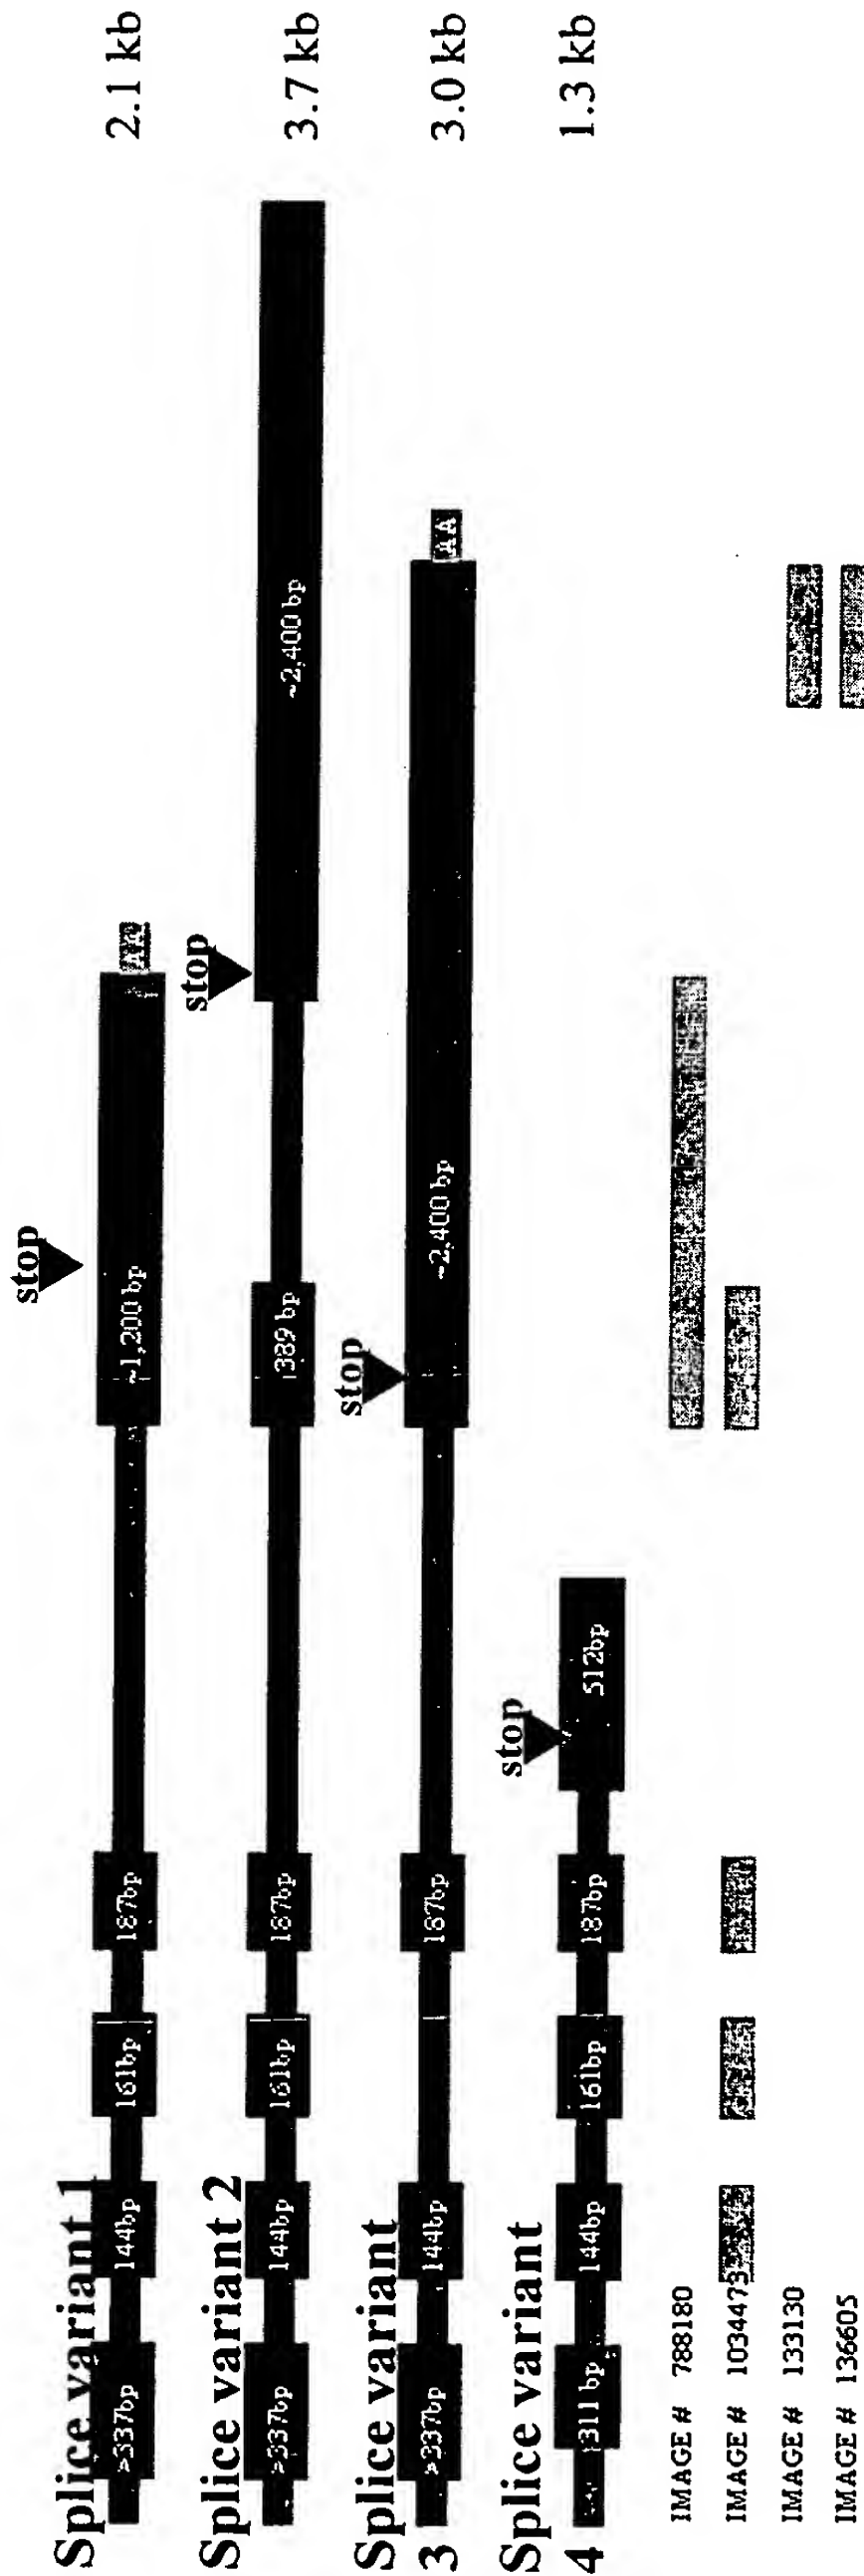 Splice variant 1
stop
>337bp 144bp 161bp 187bp ~1,200 bp AA 2.1 kb
Splice variant 2
stop
>337bp 144bp 161bp 187bp 389 bp ~2,400 bp 3.7 kb
Splice variant
3
stop
>337bp 144bp 187bp ~2,400 bp AA 3.0 kb
Splice variant
4
stop
311 bp 144bp 161bp 187bp 512bp 1.3 kb
IMAGE # 788180
IMAGE # 1034473
IMAGE # 133130
IMAGE # 136605